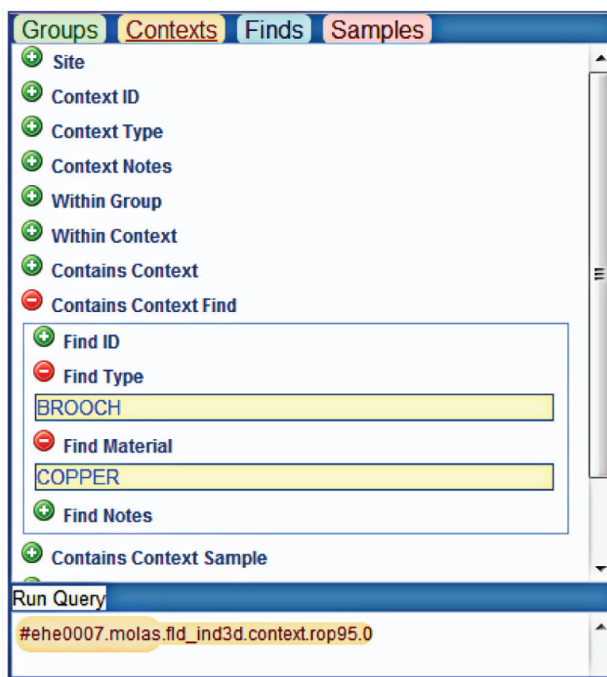 Groups Contexts Finds Samples
Site
Context ID
Context Type
Context Notes
Within Group
Within Context
Contains Context
Contains Context Find
Find ID
Find Type
BROOCH
Find Material
COPPER
Find Notes
Contains Context Sample
Run Query
#ehe0007.molas.fld_ind3d.context.rop95.0